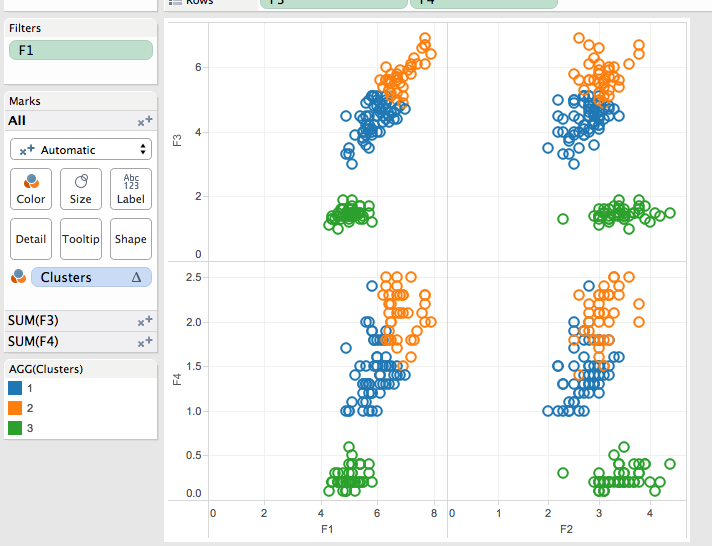 Rows F3 F4
Filters
F1
Marks
All
Automatic
Color Size Abc 123 Label
Detail Tooltip Shape
Clusters Δ
SUM(F3)
SUM(F4)
AGG(Clusters)
1
2
3
F3
6
4
2
0
F4
2.5
2.0
1.5
1.0
0.5
0.0
0 2 4 6 8 0 2 3 4
F1 F2